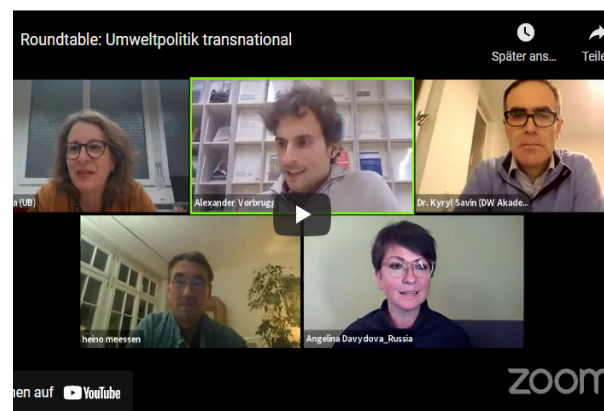 Roundtable: Umweltpolitik transnational
Später ans...
Teile
a (UB)
Alexander Vorbrugg
Dr. Kyryl Savin (DW Akade...
heino meessen
Angelina Davydova_Russia
zoom
en auf YouTube